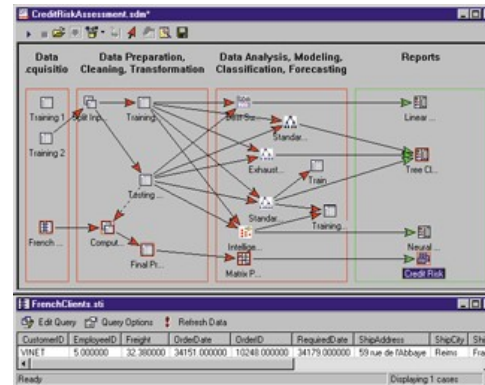 CreditRiskAssessment.sdm*
Data
cquisitio
Data Preparation,
Cleaning, Transformation
Data Analysis, Modeling,
Classification, Forecasting
Reports
Training 1
Split Inp...
Training
Linear ...
Standar...
Training 2
Exhaust...
Tree Cl...
Testing ...
Train
Standar...
Training...
French ...
Comput...
Intellige...
Neural ...
Final Pr...
Matrix P...
Credit Risk
FrenchClients.sti
Edit Query Query Options Refresh Data
CustomerID EmployeeID Freight OrderDate OrderID RequiredDate ShipAddress ShipCity
VINET 5.000000 32.380000 34151.000000 10248.000000 34179.000000 59 rue de l'Abbaye Reims Fra
Ready Displaying 1 cases